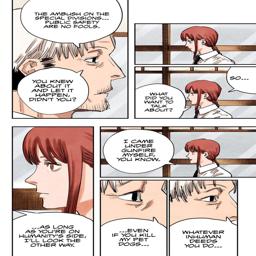 THE AMBUSH ON THE
SPECIAL DIVISIONS...
PUBLIC SAFETY
ARE NO FOOLS.
YOU KNEW
ABOUT IT
AND LET IT
HAPPEN,
DIDN'T YOU?
SO...
WHAT DID
YOU WANT
TO TALK
ABOUT?
I CAME
UNDER
GUNFIRE
MYSELF,
YOU KNOW.
...AS LONG
AS YOU'RE ON
HUMANITY'S SIDE,
I'LL LOOK THE
OTHER WAY.
...EVEN
IF YOU KILL
MY PET
DOGS...
WHATEVER
INHUMAN
DEEDS
YOU DO...